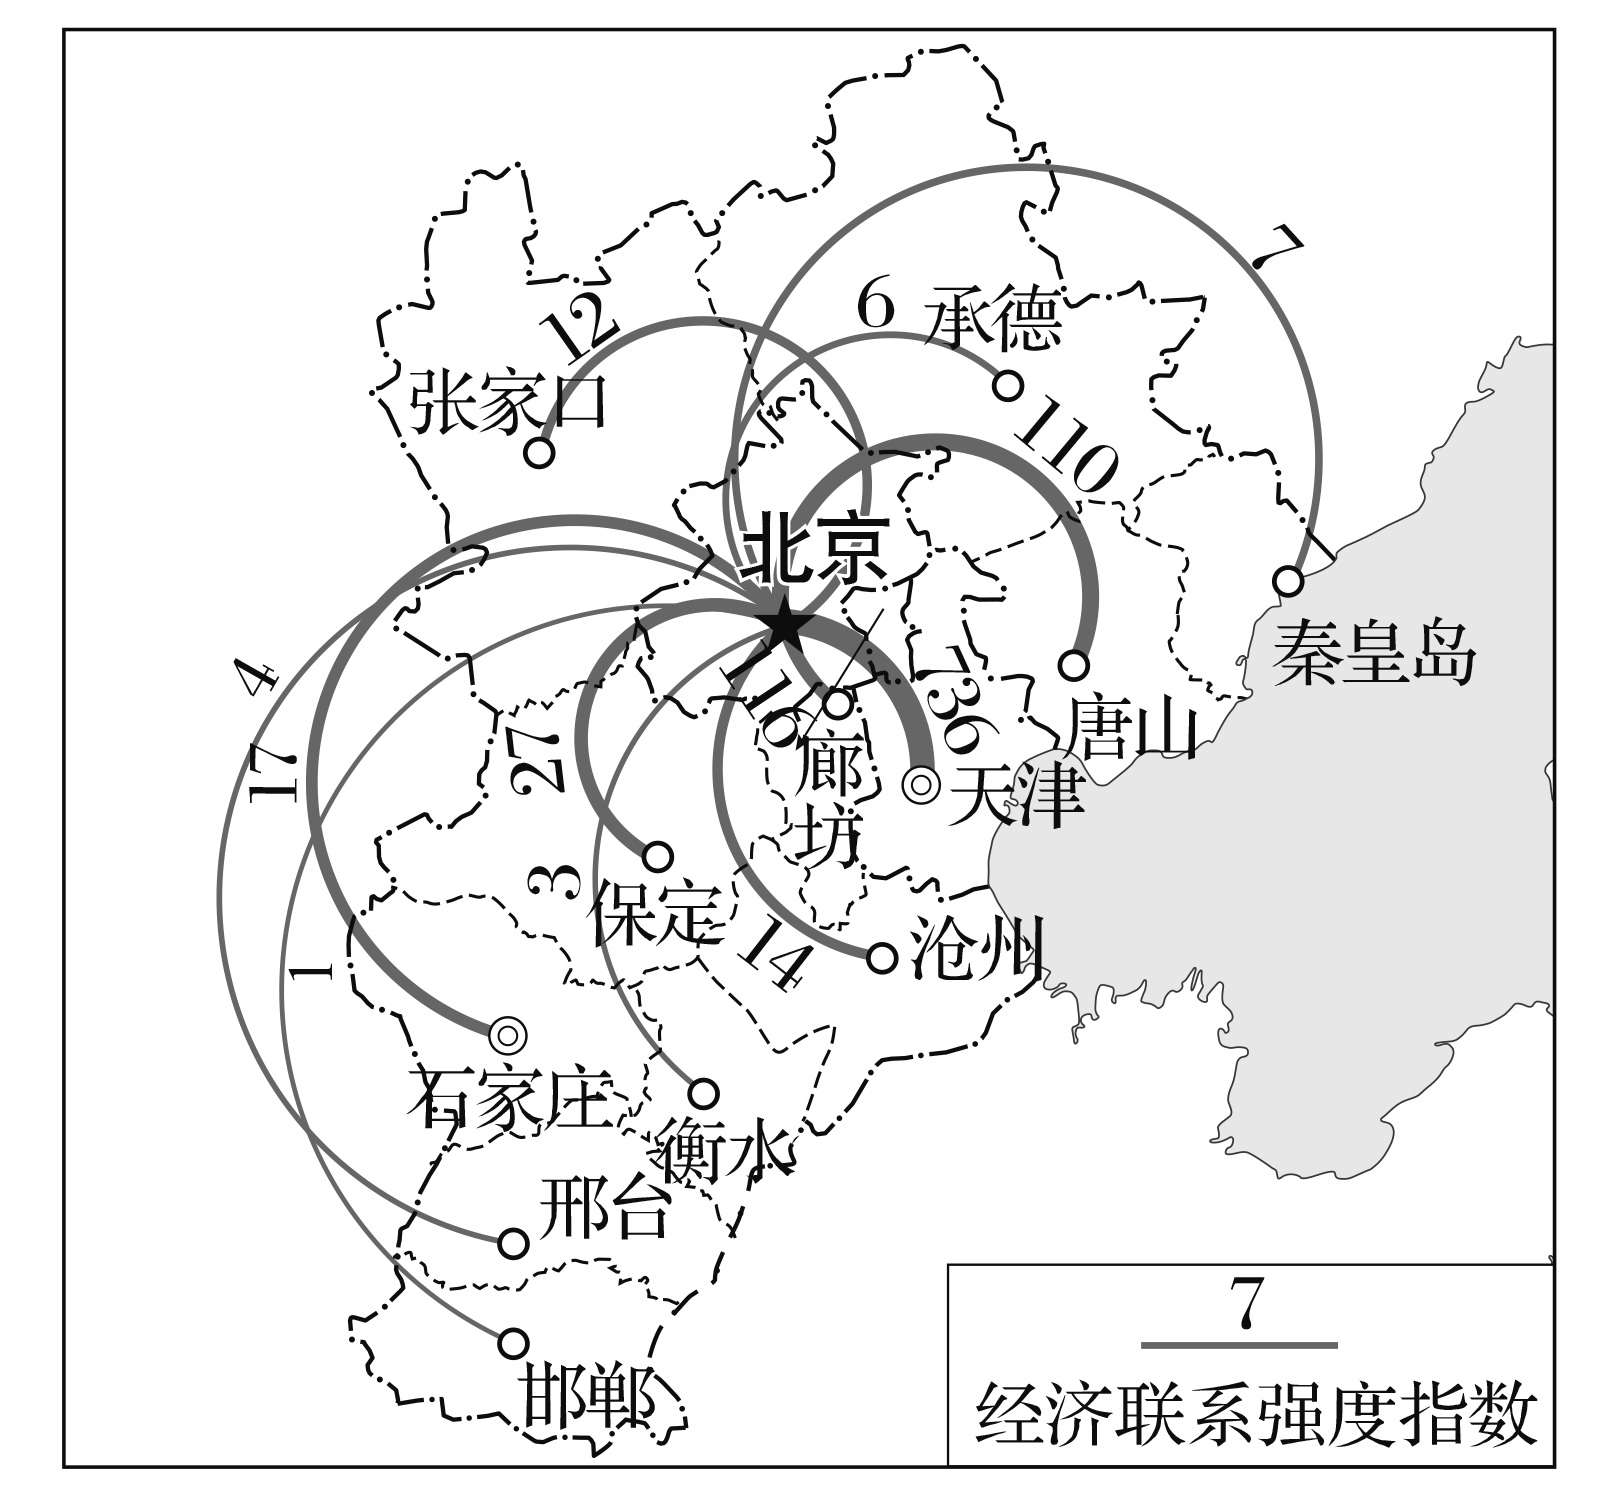 7
6
承德
12
张家口
110
北京
秦皇岛
4
116
736
唐山
17
27
廊坊
天津
3
保定
14
沧州
1
石家庄
衡水
邢台
邯郸
7
经济联系强度指数